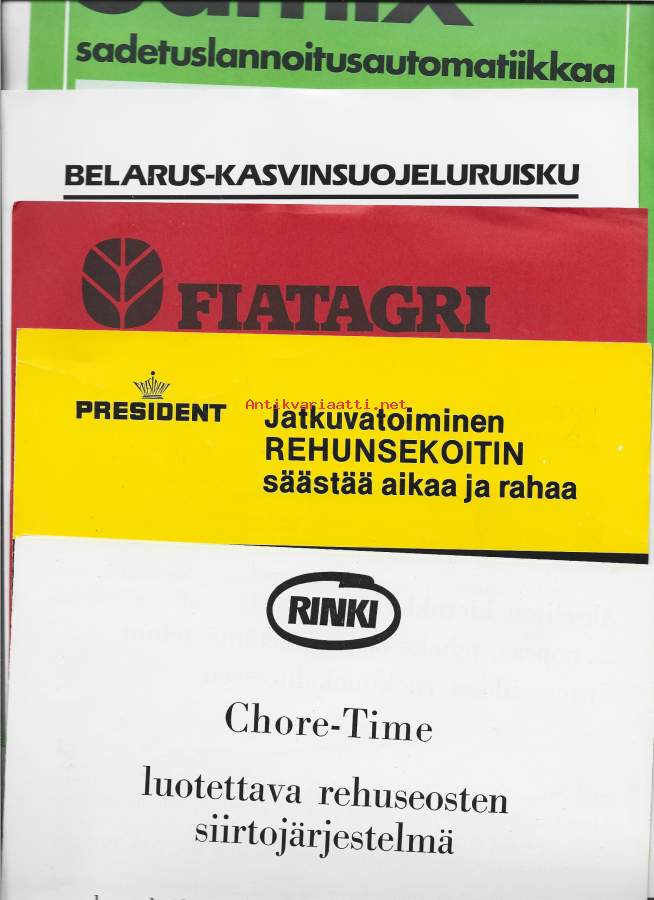 sadetuslannoitusautomatiikkaa
BELARUS-KASVINSUOJELURUISKU
FIATAGRI
PRESIDENT
Antikvariaatti.net
Jatkuvatoiminen
REHUNSEKOITIN
säästää aikaa ja rahaa
RINKI
Chore-Time
luotettava rehuseosten
siirtojärjestelmä